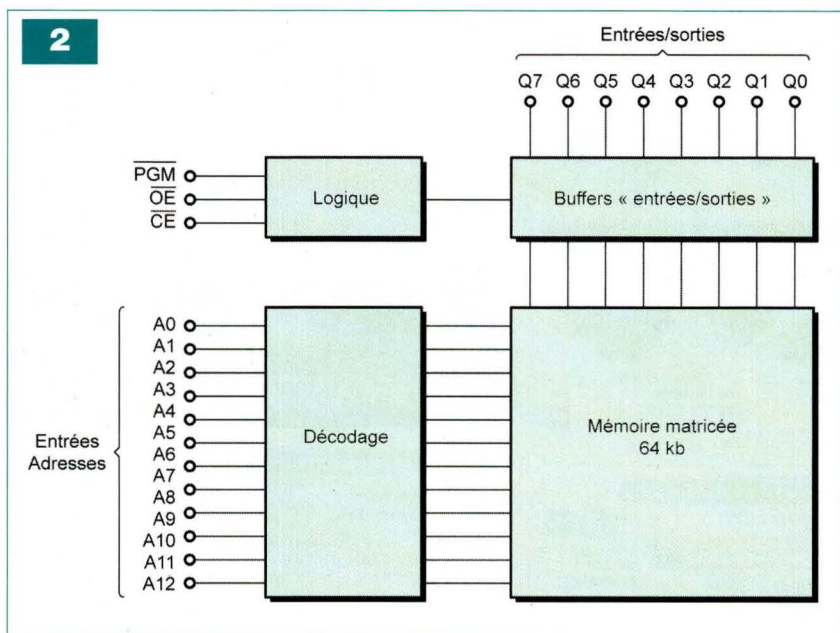 2
Entrées/sorties
Q7 Q6 Q5 Q4 Q3 Q2 Q1 Q0
PGM
OE
CE
Logique
Buffers « entrées/sorties »
Entrées
Adresses
A0
A1
A2
A3
A4
A5
A6
A7
A8
A9
A10
A11
A12
Décodage
Mémoire matricée
64 kb